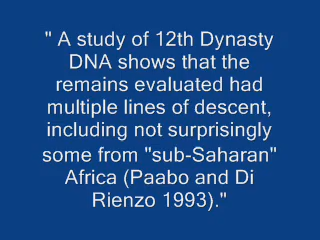 " A study of 12th Dynasty
DNA shows that the
remains evaluated had
multiple lines of descent,
including not surprisingly
some from "sub-Saharan"
Africa (Paabo and Di
Rienzo 1993)."